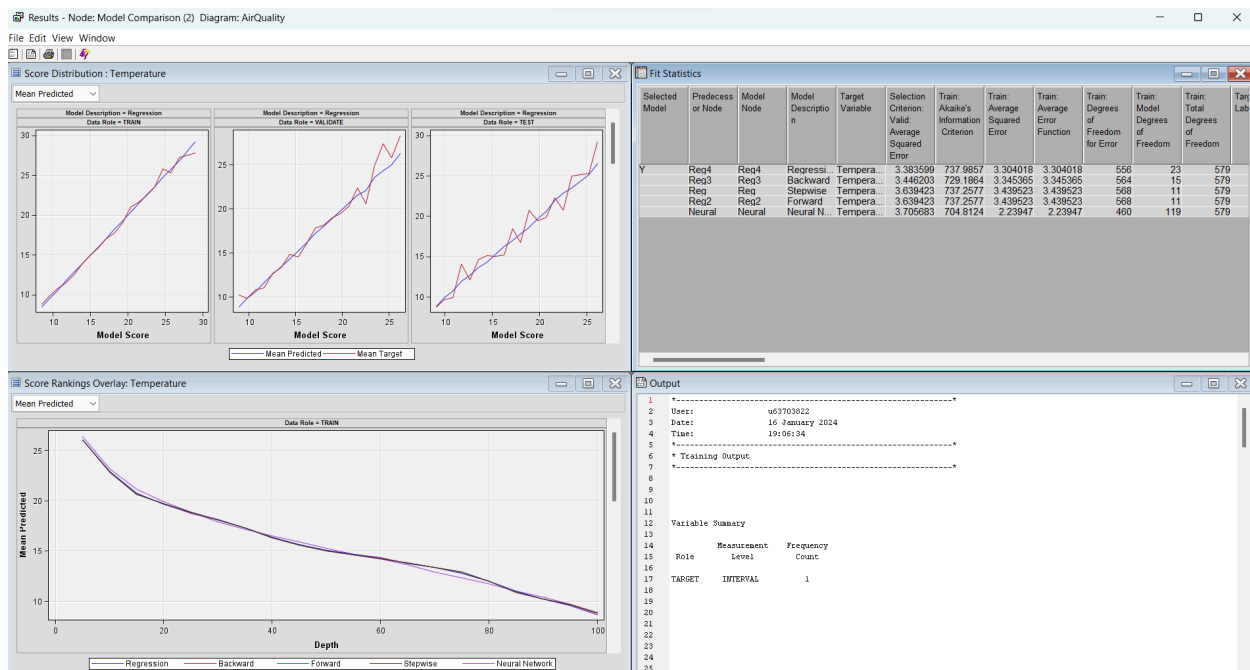 Results - Node: Model Comparison (2)  Diagram: AirQuality
File Edit View Window
Score Distribution : Temperature
Mean Predicted
Model Description = Regression
Data Role = TRAIN
30
25
20
15
10
10 15 20 25 30
Model Score
Model Description = Regression
Data Role = VALIDATE
25
20
15
10
10 15 20 25
Model Score
Model Description = Regression
Data Role = TEST
30
25
20
15
10
10 15 20 25
Model Score
Mean Predicted Mean Target
Fit Statistics
Selected Model
Predecess or Node
Model Node
Model Descriptio n
Target Variable
Selection Criterion: Valid: Average Squared Error
Train: Akaike's Information Criterion
Train: Average Squared Error
Train: Average Error Function
Train: Degrees of Freedom for Error
Train: Model Degrees of Freedom
Train: Total Degrees of Freedom
Targ Lab
Y Reg4 Reg4 Regressi... Tempera... 3.383599 737.9857 3.304018 3.304018 556 23 579
Reg3 Reg3 Backward Tempera... 3.446203 729.1864 3.345365 3.345365 564 15 579
Reg Reg Stepwise Tempera... 3.639423 737.2577 3.439523 3.439523 568 11 579
Reg2 Reg2 Forward Tempera... 3.639423 737.2577 3.439523 3.439523 568 11 579
Neural Neural Neural N... Tempera... 3.705683 704.8124 2.23947 2.23947 460 119 579
Score Rankings Overlay: Temperature
Mean Predicted
Data Role = TRAIN
Mean Predicted
25
20
15
10
0 20 40 60 80 100
Depth
Regression Backward Forward Stepwise Neural Network
Output
1 *------------------------------------------------------------*
2 User: u63703822
3 Date: 16 January 2024
4 Time: 19:06:34
5 *------------------------------------------------------------*
6 * Training Output
7 *------------------------------------------------------------*
8
9
10
11
12 Variable Summary
13
14 Measurement Frequency
15 Role Level Count
16
17 TARGET INTERVAL 1
18
19
20
21
22
23
24
25